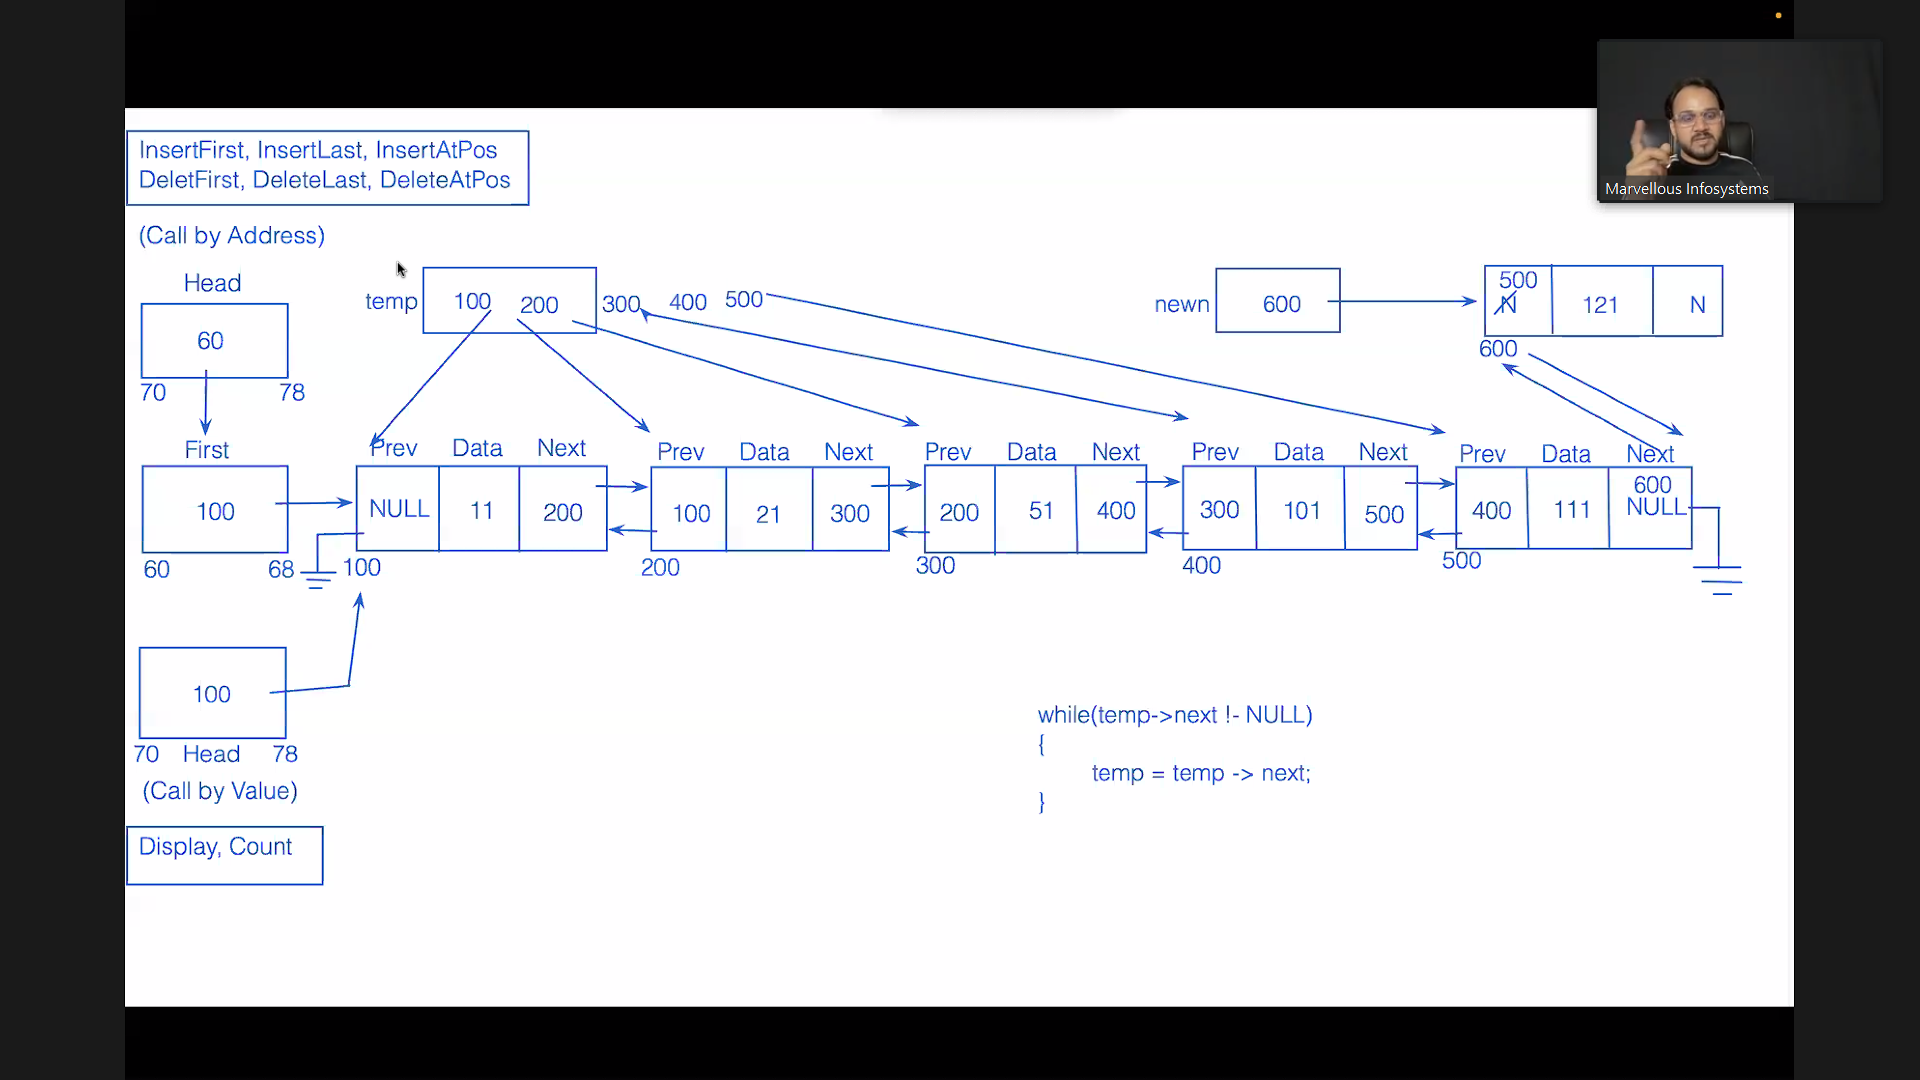 InsertFirst, InsertLast, InsertAtPos
DeletFirst, DeleteLast, DeleteAtPos
Marvellous Infosystems
(Call by Address)
Head
60
70 78
temp 100 200 300 400 500
newn 600
500
N 121 N
600
First
100
60 68
Prev Data Next
NULL 11 200
100
Prev Data Next
100 21 300
200
Prev Data Next
200 51 400
300
Prev Data Next
300 101 500
400
Prev Data Next
600
400 111 NULL
500
100
70 Head 78
(Call by Value)
Display, Count
while(temp->next !- NULL)
{
temp = temp -> next;
}